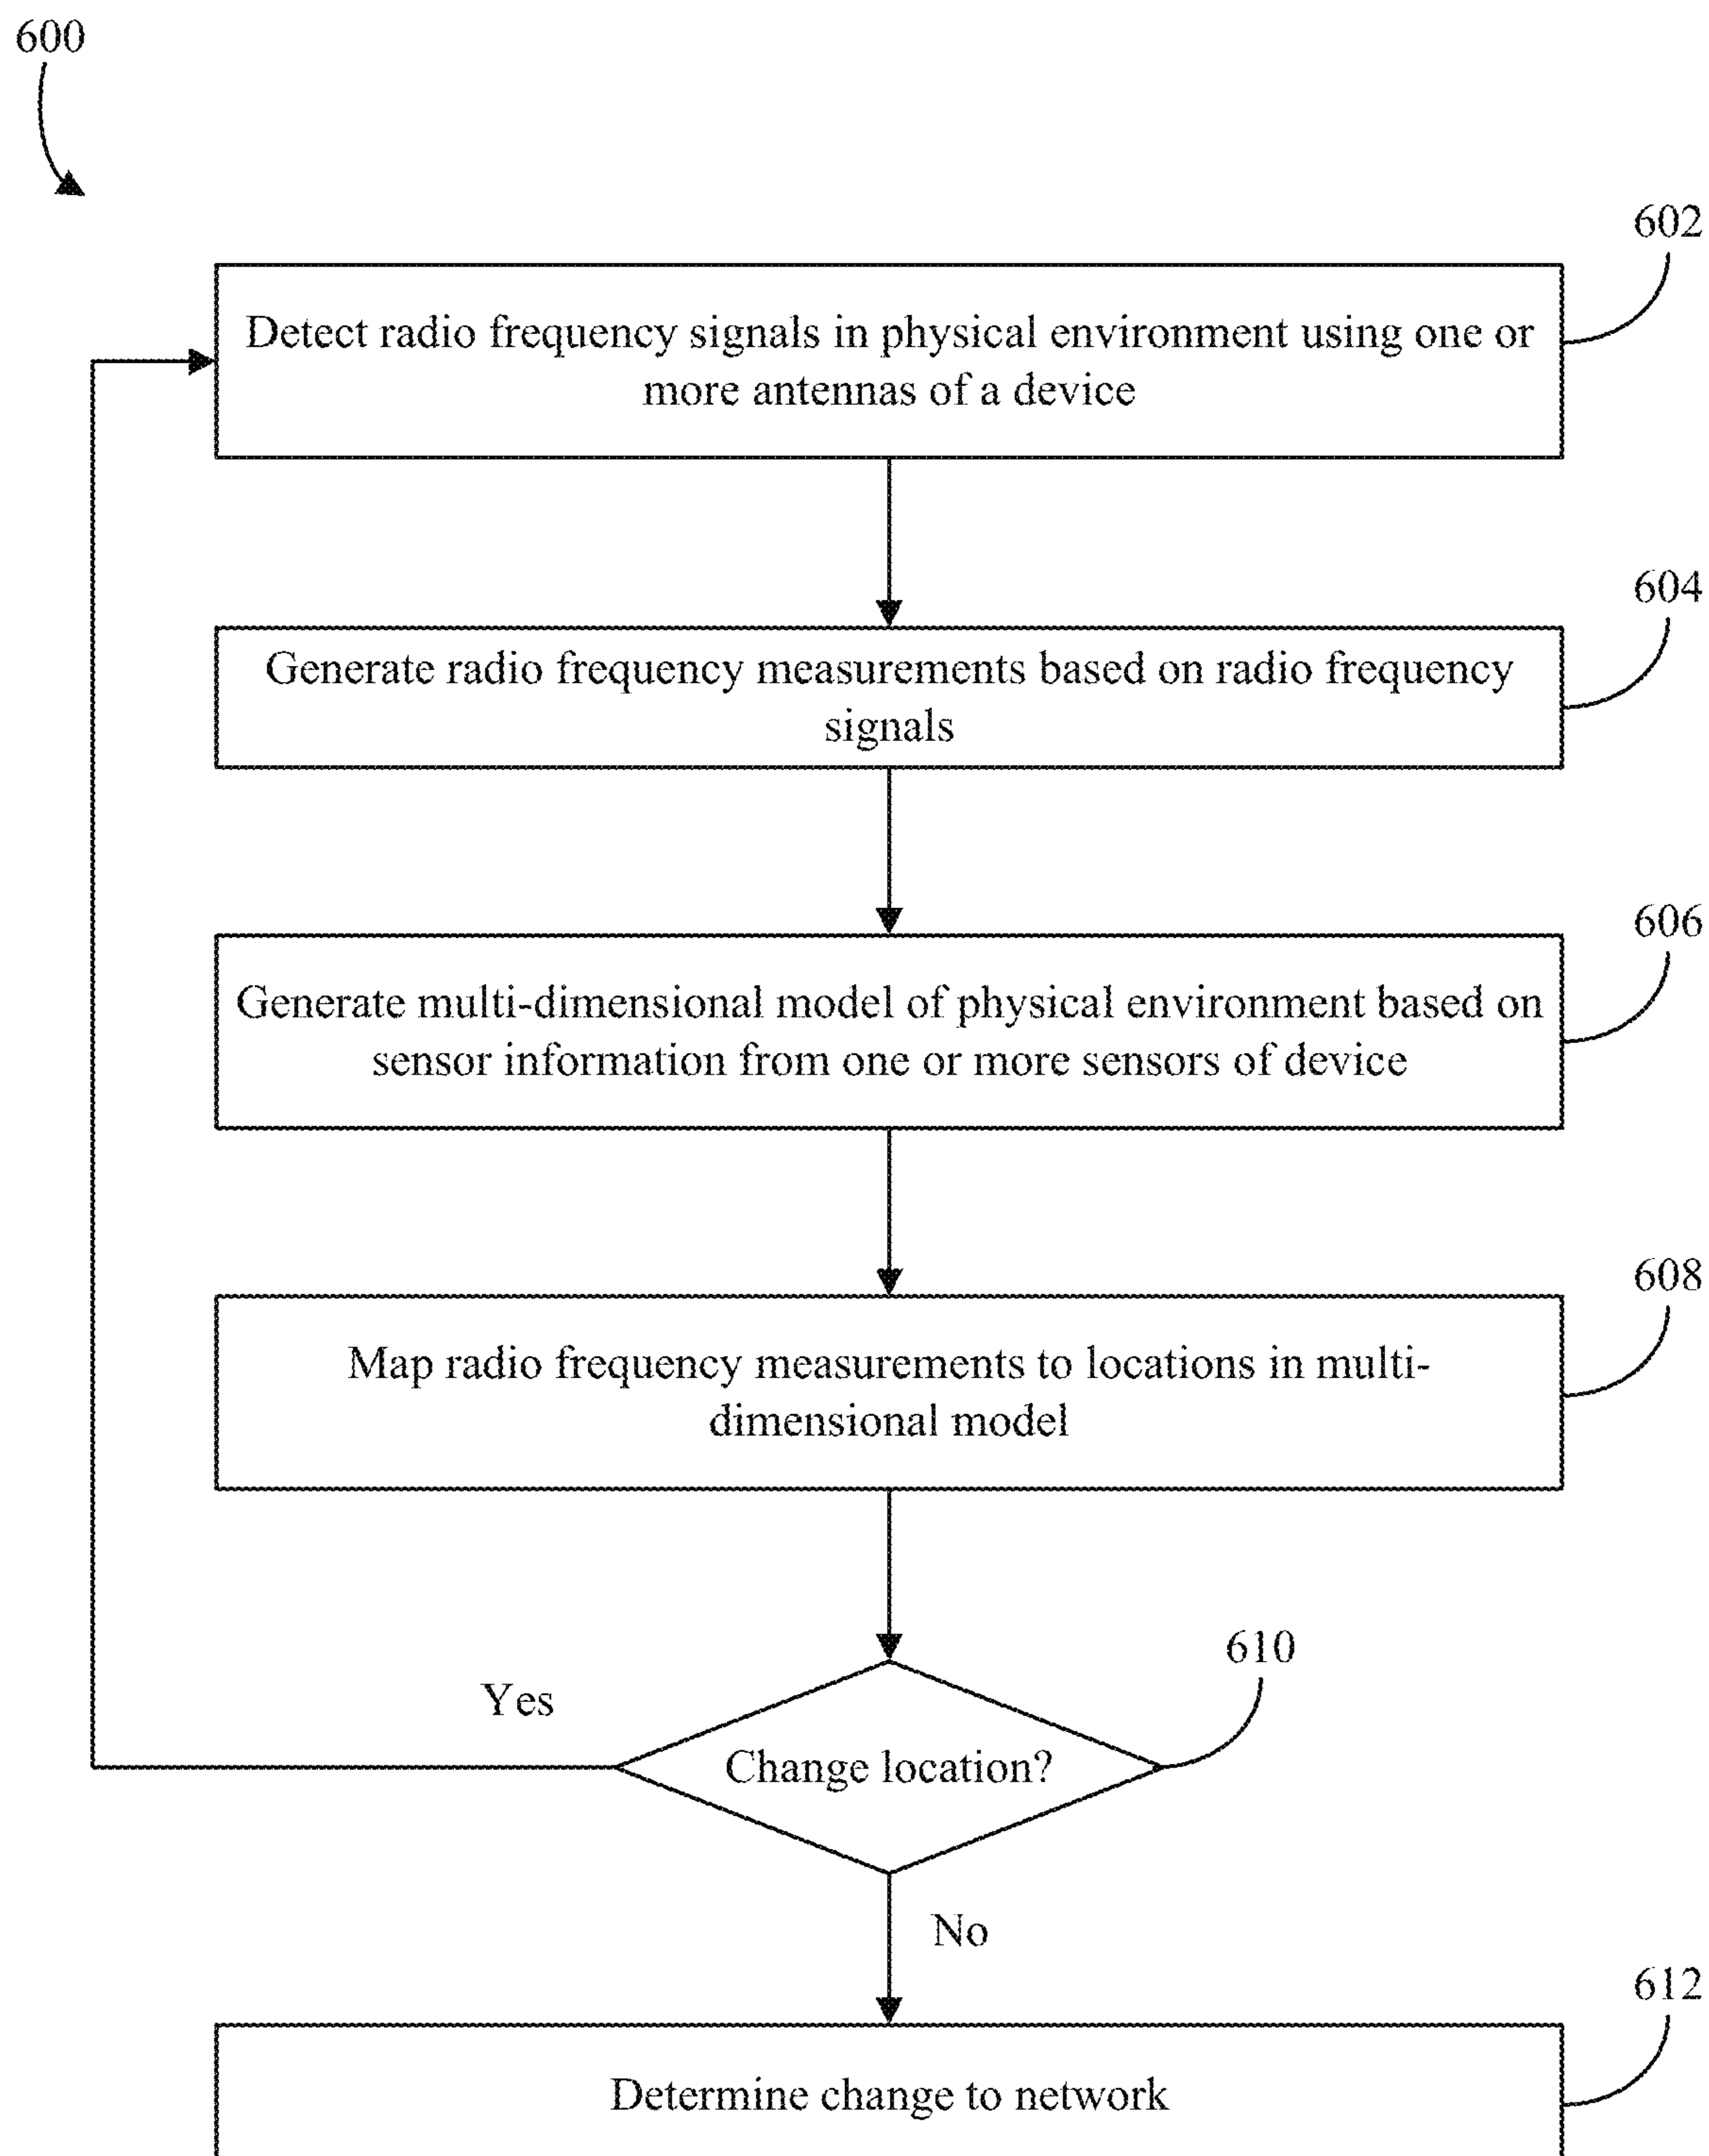 600
602
Detect radio frequency signals in physical environment using one or
more antennas of a device
604
Generate radio frequency measurements based on radio frequency
signals
606
Generate multi-dimensional model of physical environment based on
sensor information from one or more sensors of device
608
Map radio frequency measurements to locations in multi-
dimensional model
610
Yes
Change location?
No
612
Determine change to network